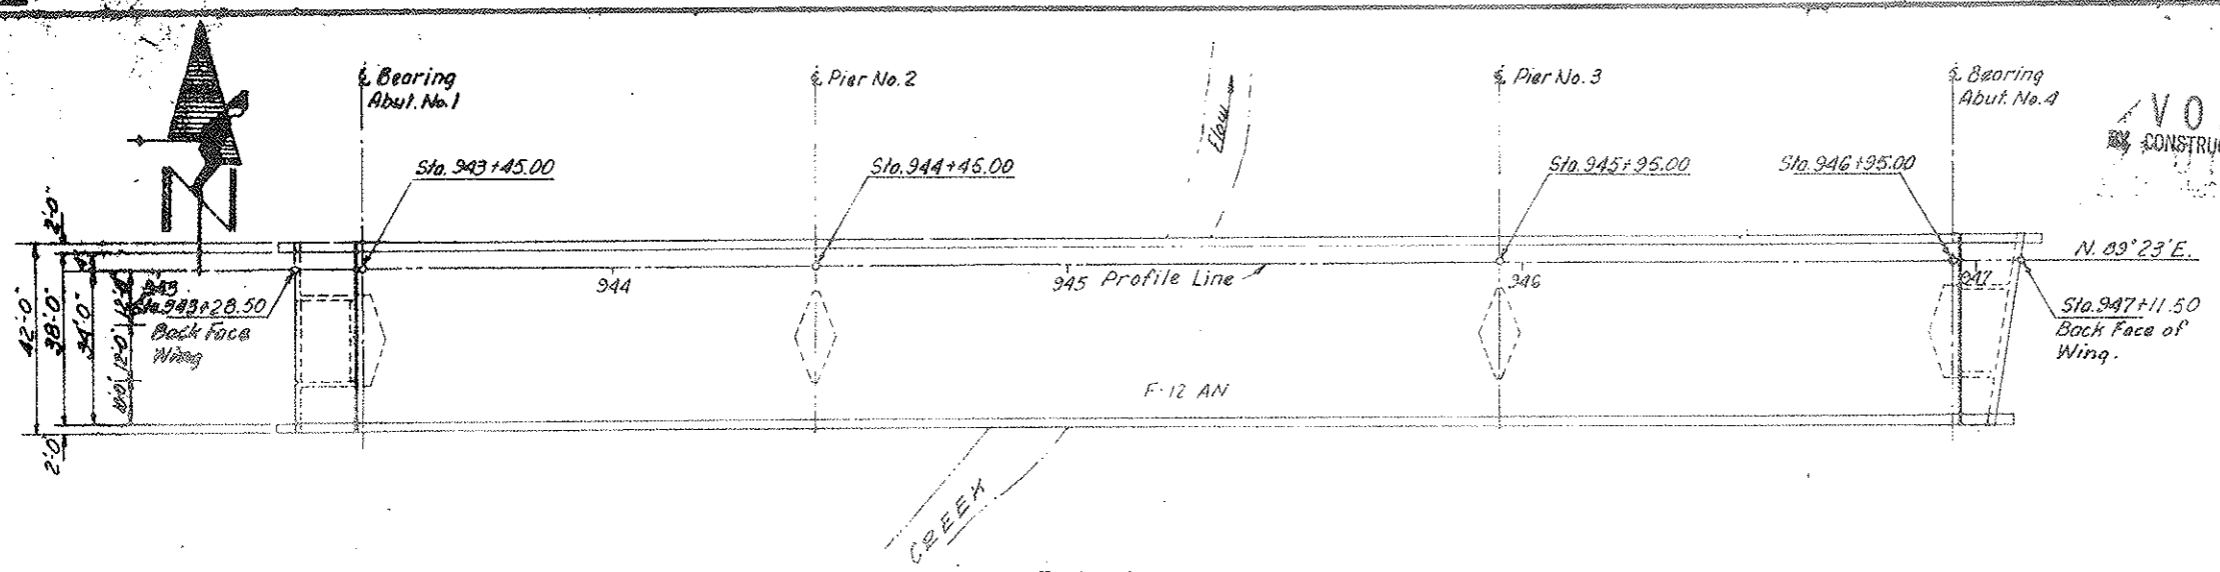 ℄ Bearing
Abut. No. 1
℄ Pier No. 2
℄ Pier No. 3
℄ Bearing
Abut. No. 4
V O
CONSTRU
Flow
Sta. 943+45.00
Sta. 944+45.00
Sta. 945+95.00
Sta. 946+95.00
N
2'-0"
42'-0"
38'-0"
34'-0"
12'-0"
10'-0"
2'-0"
943
Sta. 943+28.50
Back Face
Wing
944
945
Profile Line
946
947
N. 89° 23' E.
Sta. 947+11.50
Back Face of
Wing.
F-12 AN
CREEK